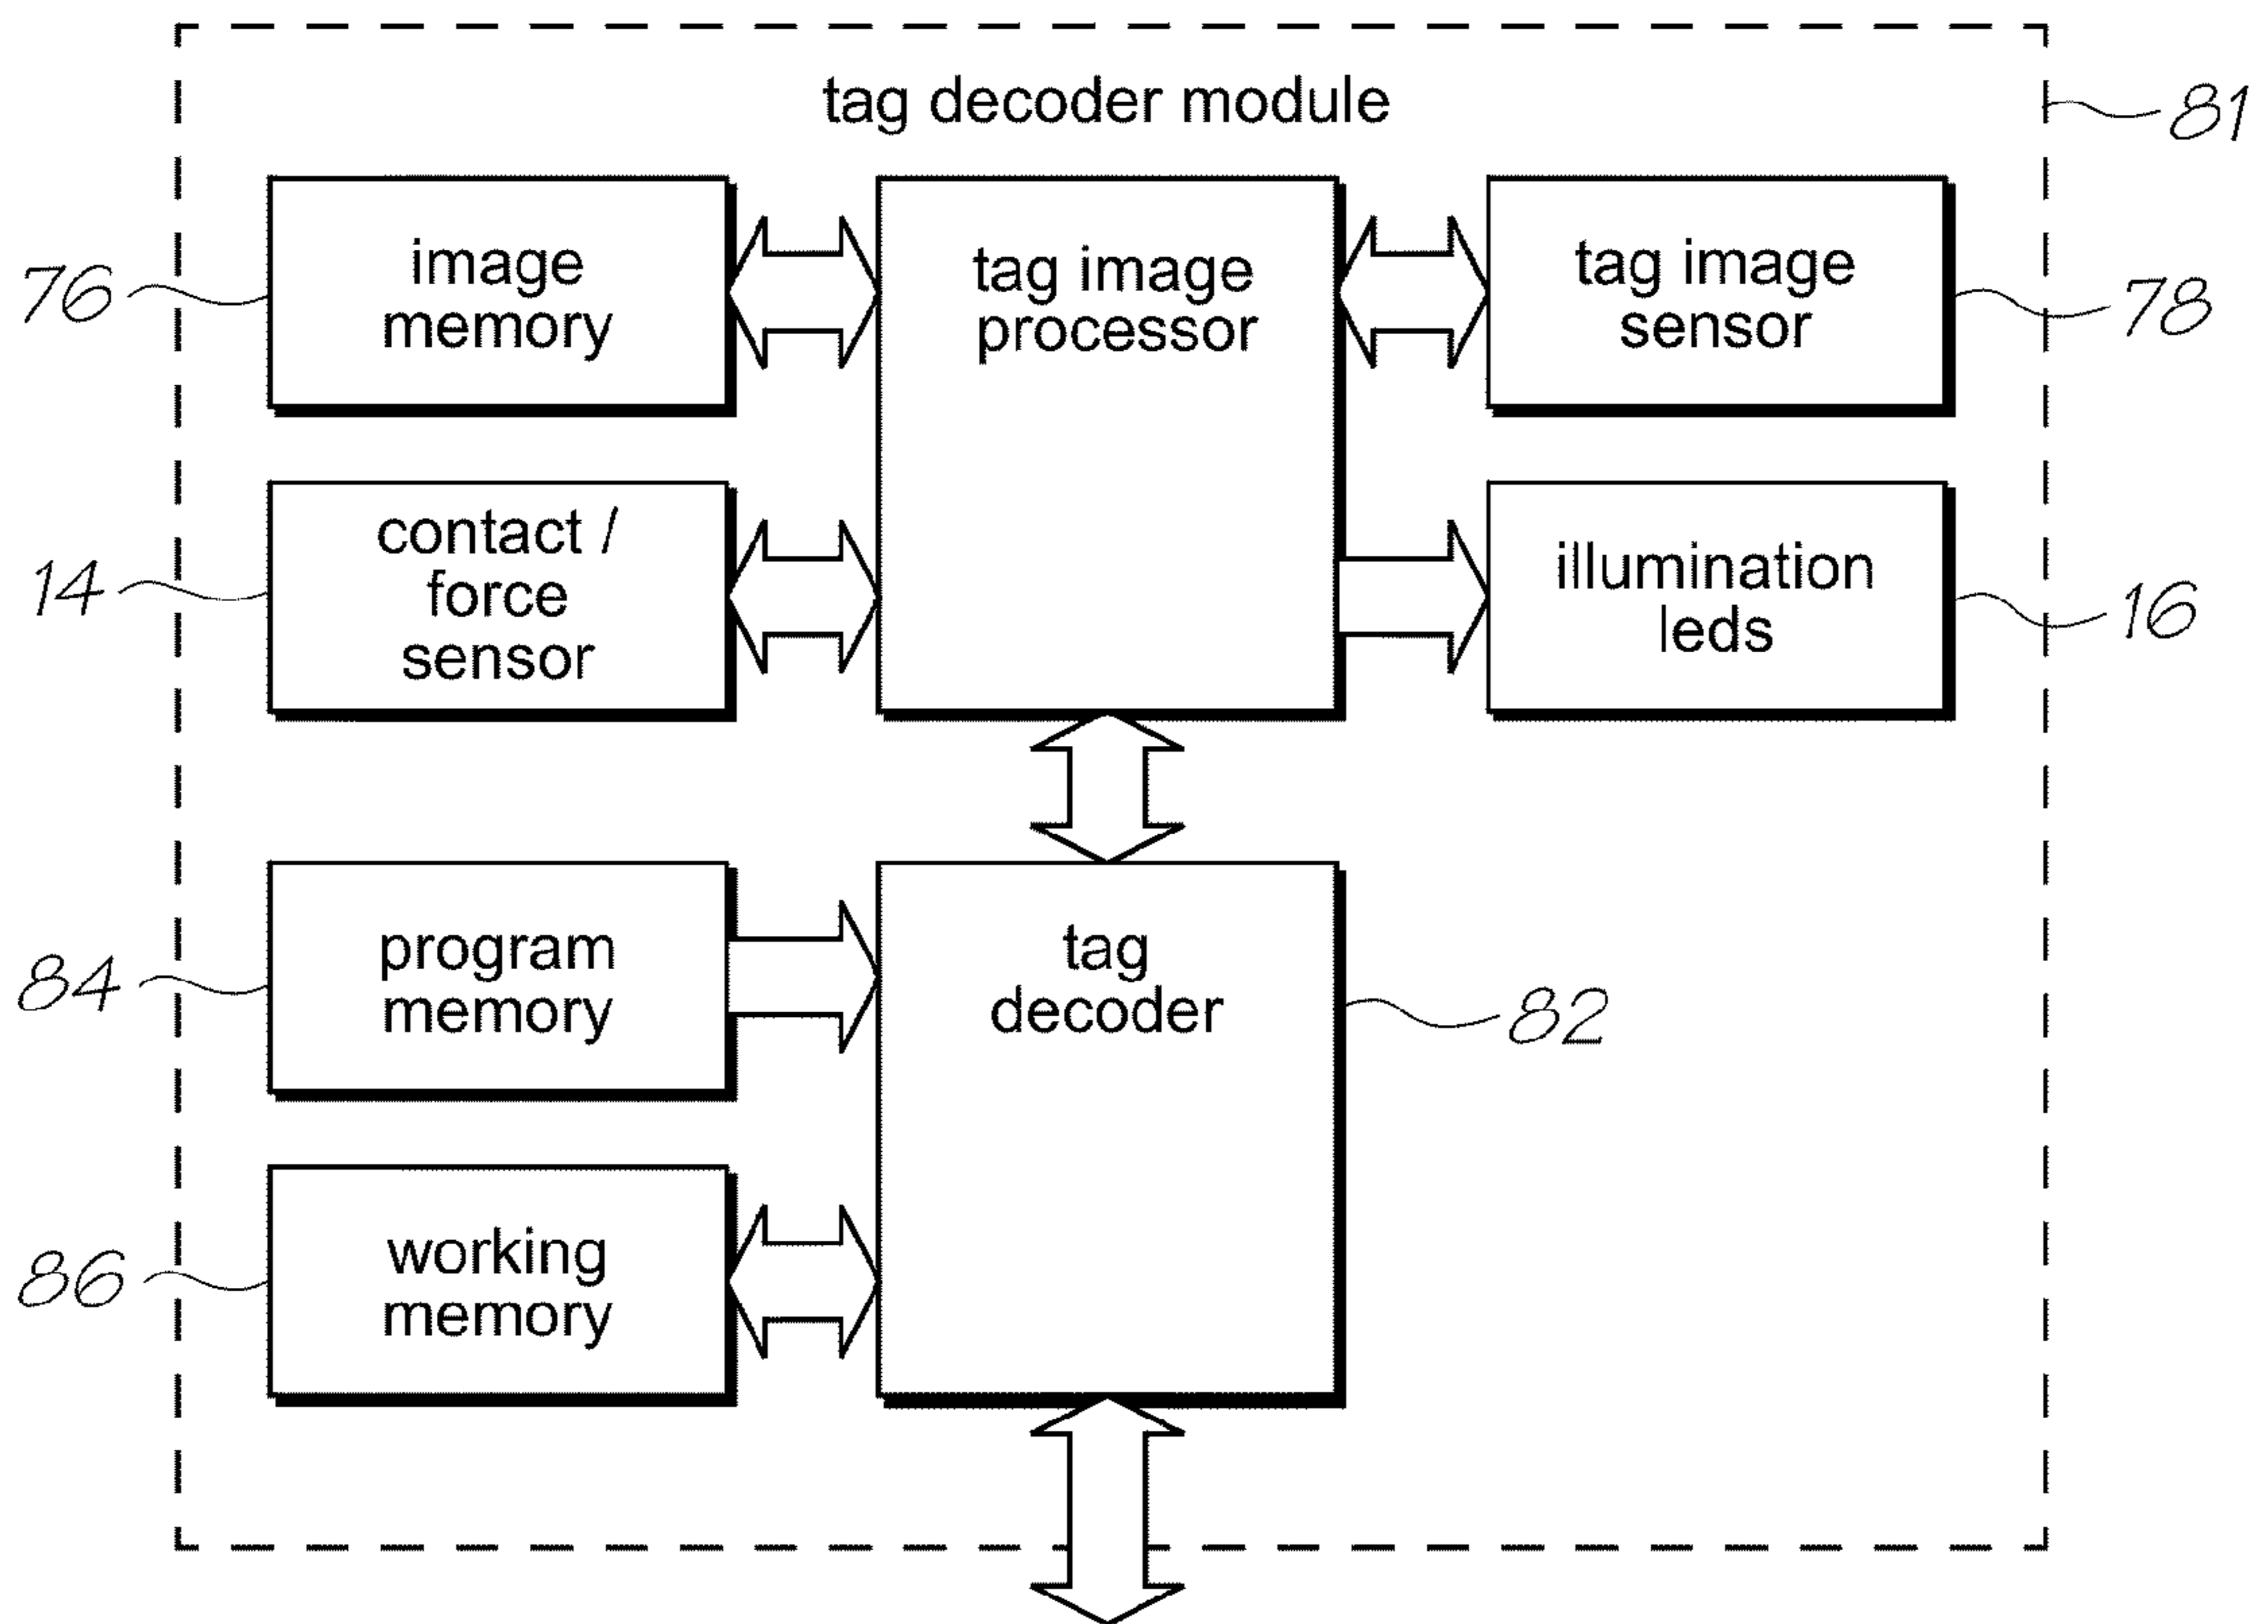 tag decoder module
81
image
memory
76
tag image
processor
tag image
sensor
78
contact /
force
sensor
14
illumination
leds
16
program
memory
84
tag
decoder
82
working
memory
86